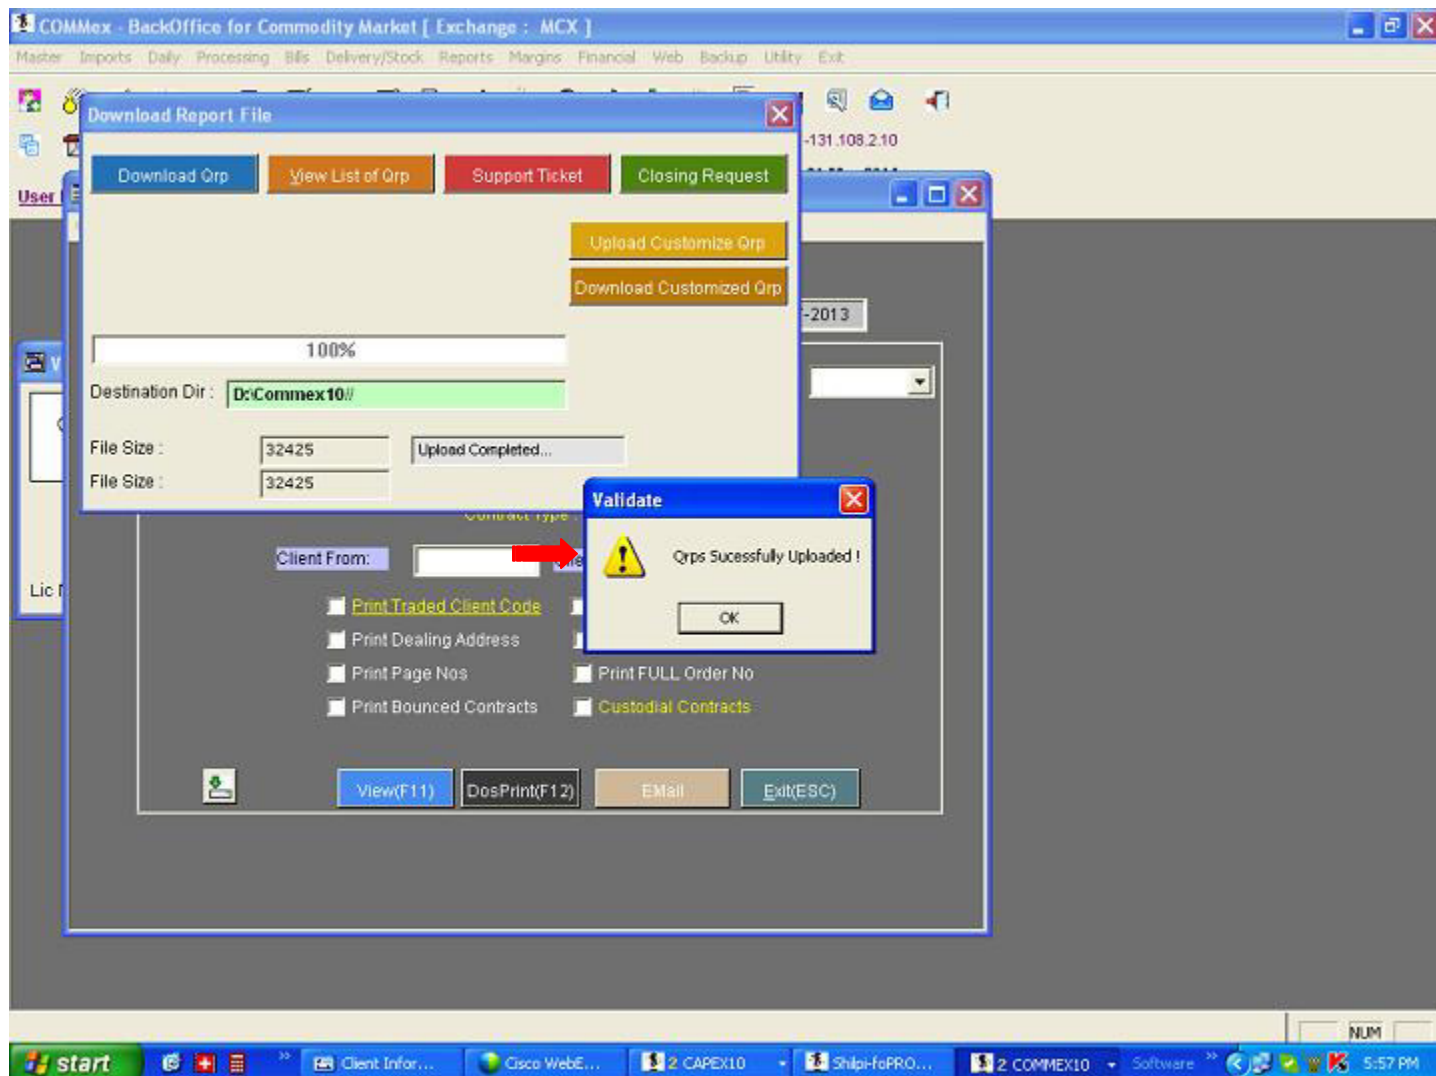 COMMex - BackOffice for Commodity Market [ Exchange : MCX ]
Master Imports Daily Processing Bills Delivery/Stock Reports Margins Financial Web Backup Utility Exit
Download Report File
-131.108.2.10
Download Qrp View List of Qrp Support Ticket Closing Request
User
Upload Customize Qrp
Download Customized Qrp
-2013
100%
Destination Dir : D:\Commex10//
File Size : 32425 Upload Completed...
File Size : 32425
Validate
Contract Type :
Qrps Sucessfully Uploaded !
Client From:
OK
Lic
Print Traded Client Code
Print Dealing Address
Print Page Nos Print FULL Order No
Print Bounced Contracts Custodial Contracts
View(F11) DosPrint(F12) EMail Exit(ESC)
NUM
start » Client Infor... Cisco WebE... 2 CAPEX10 Shilpi-foPRO... 2 COMMEX10 Software » 5:57 PM